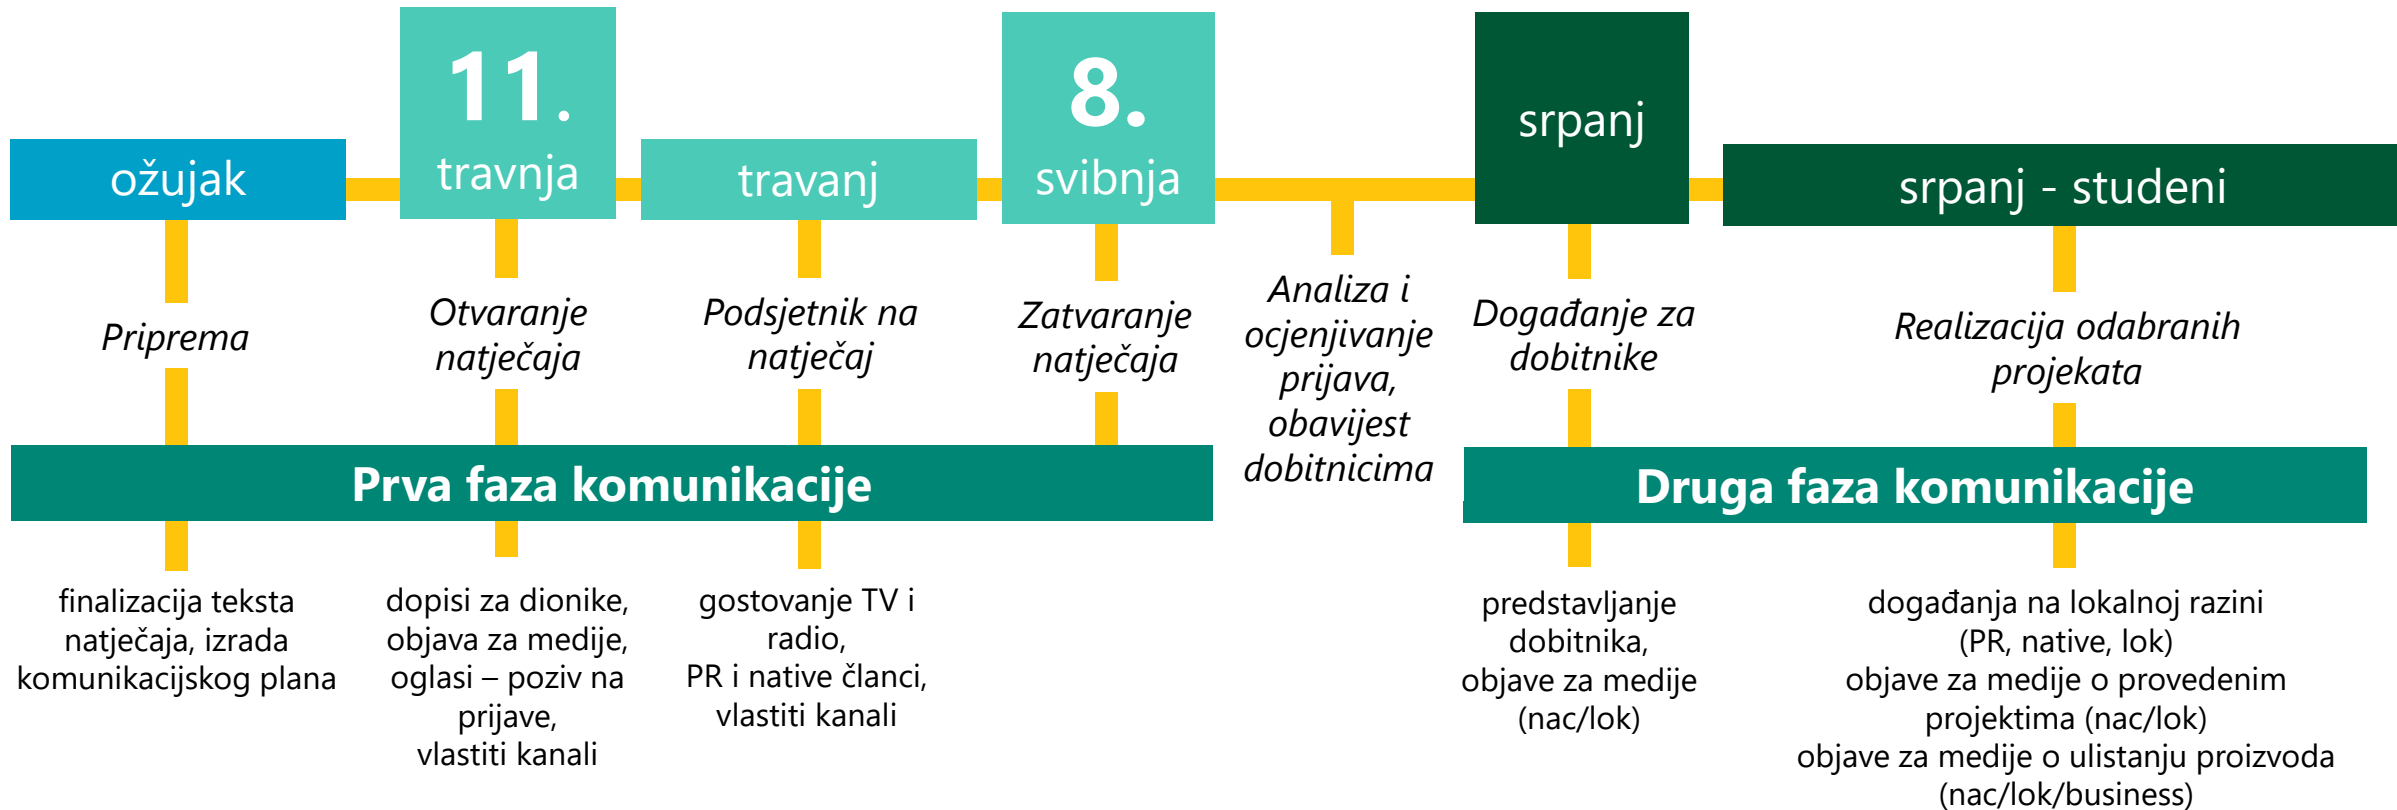 ožujak
11.
travnja
travanj
8.
svibnja
srpanj
srpanj - studeni
Priprema
Otvaranje
natječaja
Podsjetnik na
natječaj
Zatvaranje
natječaja
Analiza i
ocjenjivanje
prijava,
obavijest
dobitnicima
Događanje za
dobitnike
Realizacija odabranih
projekata
Prva faza komunikacije
Druga faza komunikacije
finalizacija teksta
natječaja, izrada
komunikacijskog plana
dopisi za dionike,
objava za medije,
oglasi – poziv na
prijave,
vlastiti kanali
gostovanje TV i
radio,
PR i native članci,
vlastiti kanali
predstavljanje
dobitnika,
objave za medije
(nac/lok)
događanja na lokalnoj razini
(PR, native, lok)
objave za medije o provedenim
projektima (nac/lok)
objave za medije o ulistanju proizvoda
(nac/lok/business)